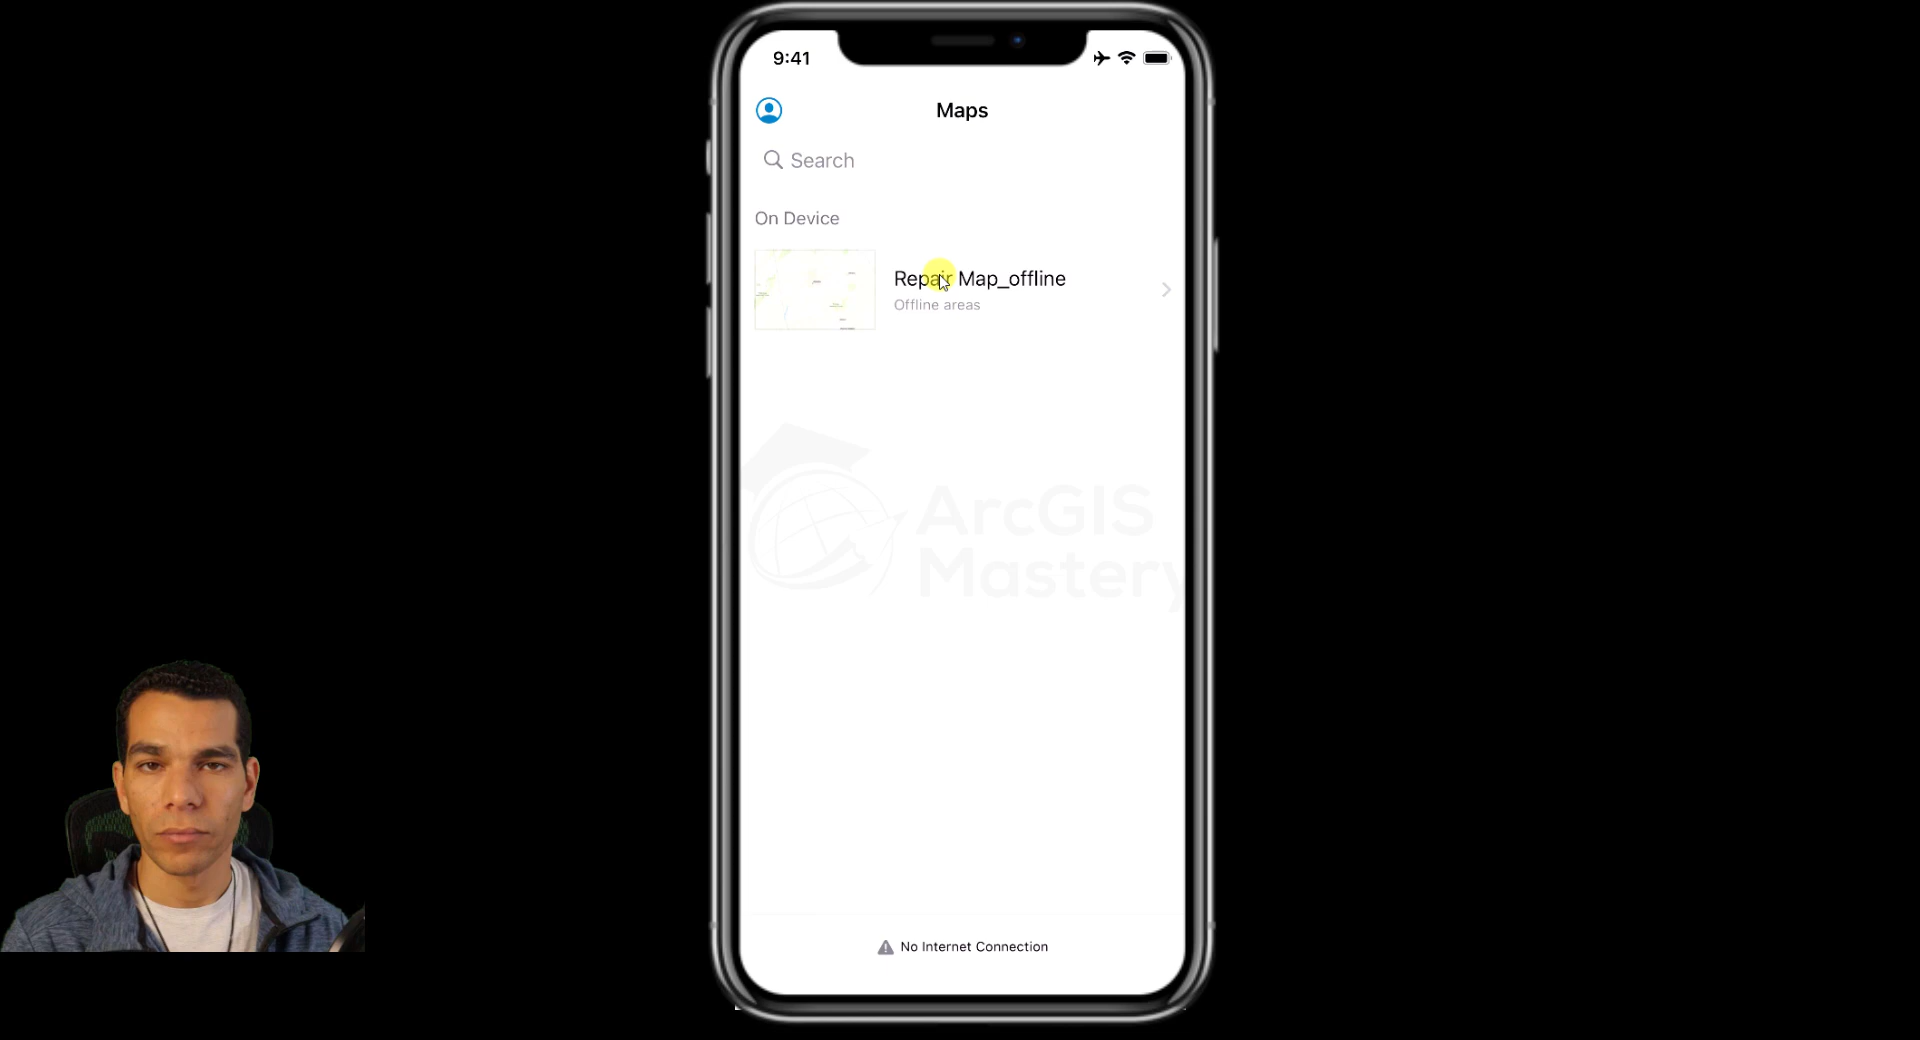 9:41
Maps
Search
On Device
Repair Map_offline
Offline areas
ArcGIS
Mastery
No Internet Connection